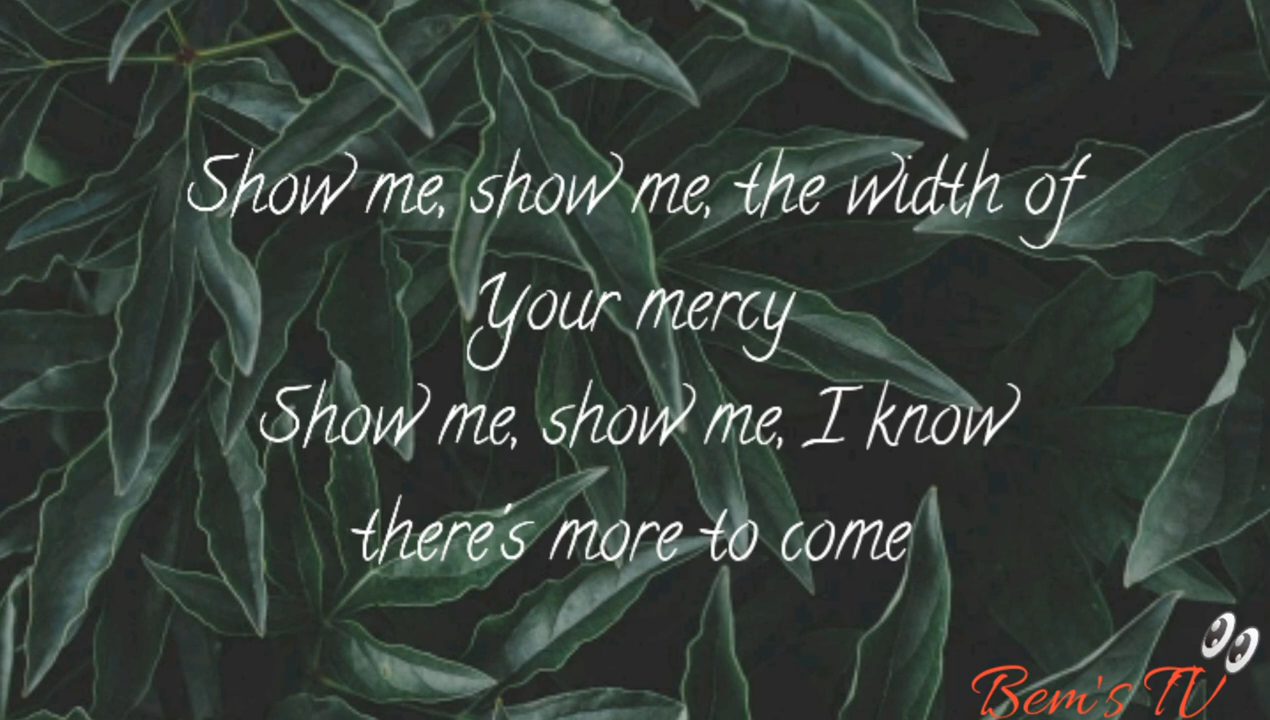 Show me, show me, the width of
Your mercy
Show me, show me, I know
there's more to come
Bem's TV